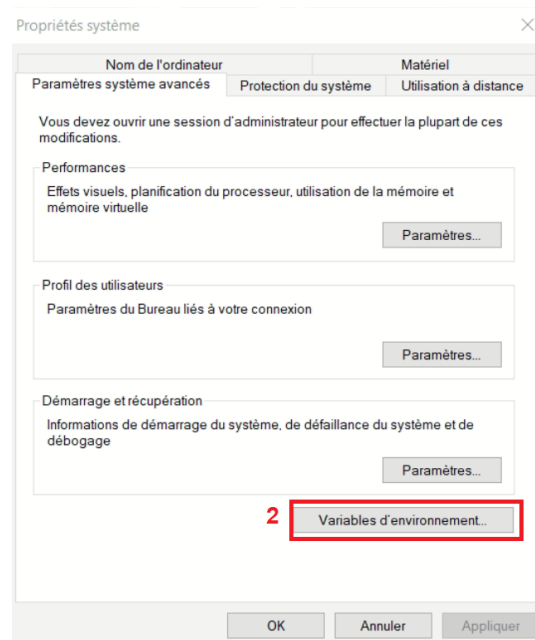 Propriétés système
Nom de l'ordinateur
Matériel
Paramètres système avancés
Protection du système
Utilisation à distance
Vous devez ouvrir une session d'administrateur pour effectuer la plupart de ces
modifications.
Performances
Effets visuels, planification du processeur, utilisation de la mémoire et
mémoire virtuelle
Paramètres...
Profil des utilisateurs
Paramètres du Bureau liés à votre connexion
Paramètres...
Démarrage et récupération
Informations de démarrage du système, de défaillance du système et de
débogage
Paramètres...
2
Variables d'environnement...
OK
Annuler
Appliquer